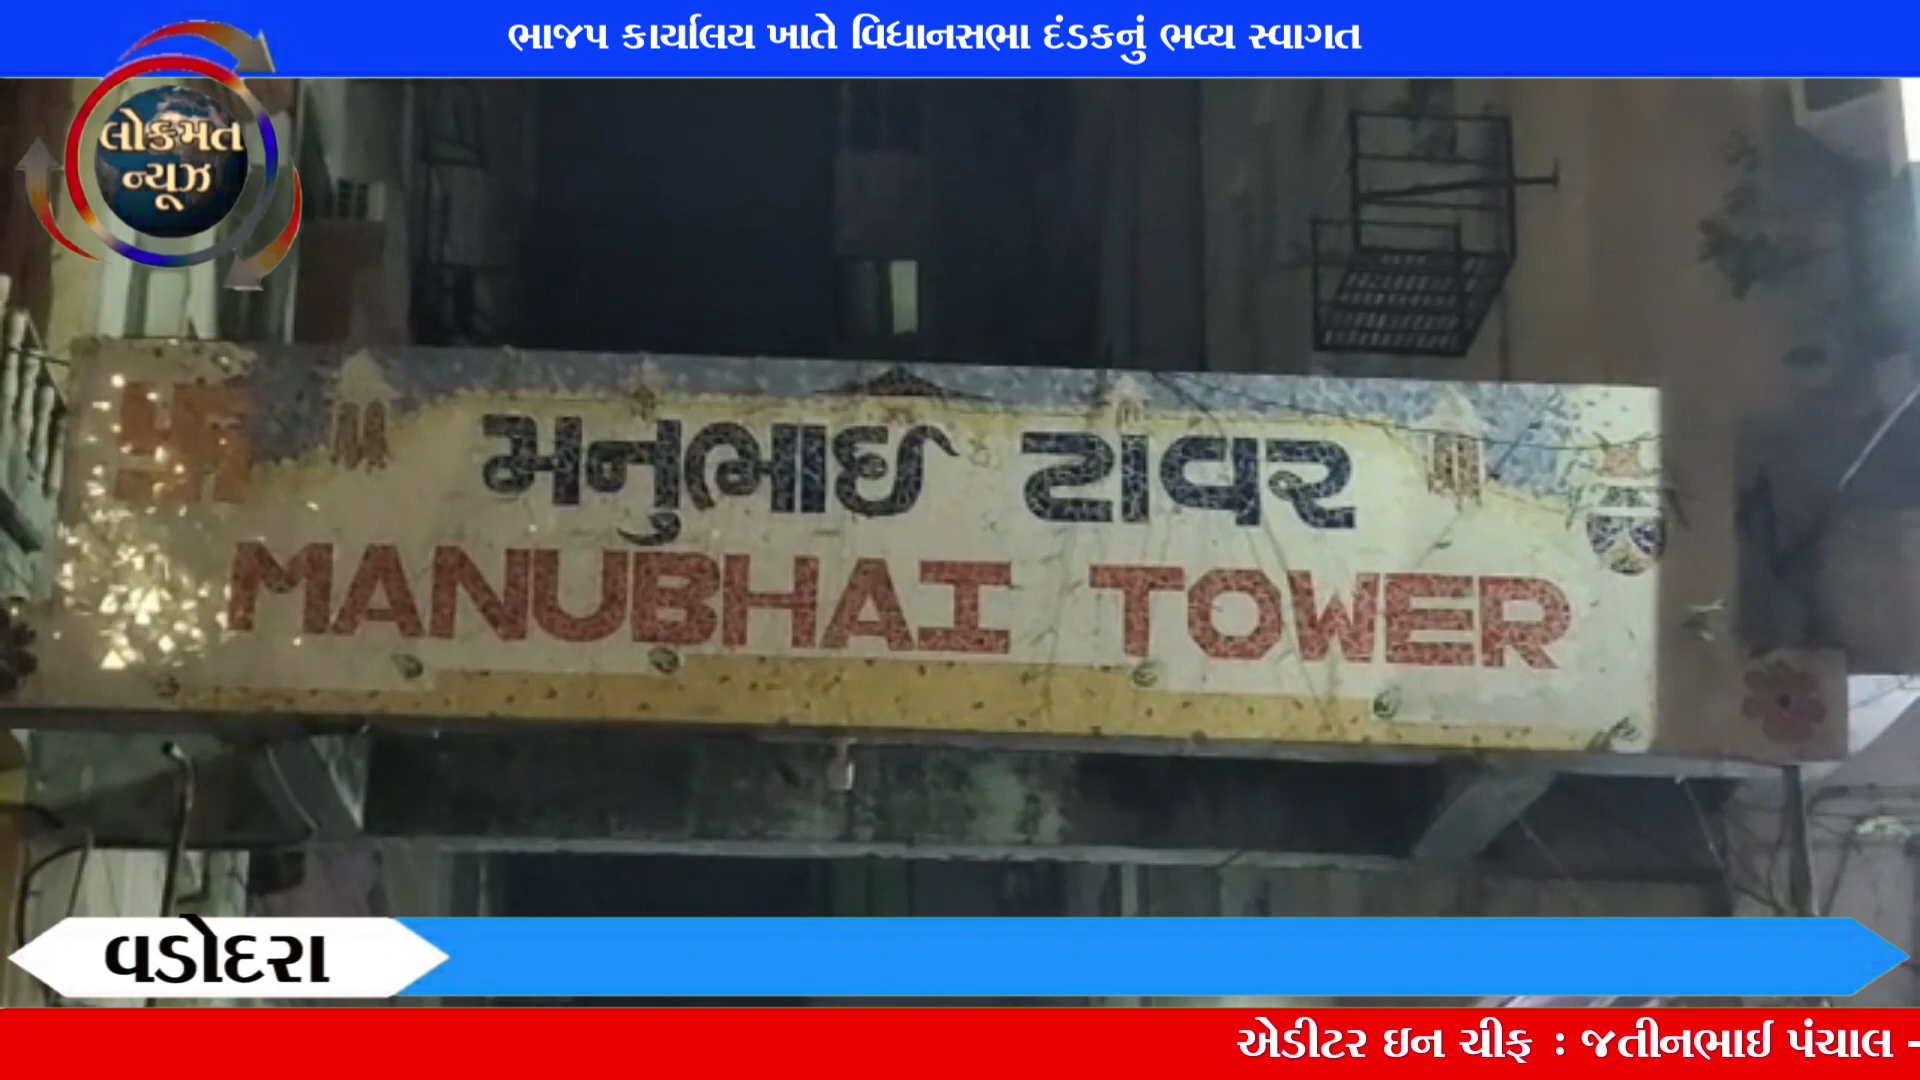 ભાજપ કાર્યાલય ખાતે વિધાનસભા દંડકનું ભવ્ય સ્વાગત
લોકમત
ન્યૂઝ
મનુભાઈ ટાવર
MANUBHAI TOWER
વડોદરા
એડીટર ઇન ચીફ : જતીનભાઈ પંચાલ -